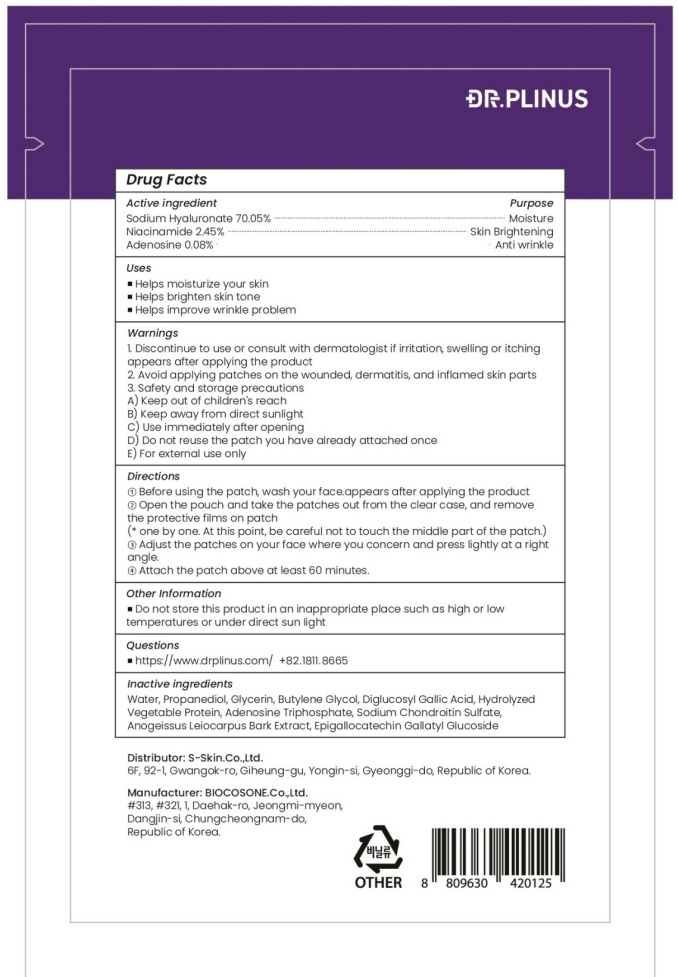 DR.PLINUS
Drug Facts
Active ingredient Purpose
Sodium Hyaluronate 70.05% Moisture
Niacinamide 2.45% Skin Brightening
Adenosine 0.08% Anti wrinkle
Uses
▪ Helps moisturize your skin
▪ Helps brighten skin tone
▪ Helps improve wrinkle problem
Warnings
1. Discontinue to use or consult with dermatologist if irritation, swelling or itching
appears after applying the product
2. Avoid applying patches on the wounded, dermatitis, and inflamed skin parts
3. Safety and storage precautions
A) Keep out of children's reach
B) Keep away from direct sunlight
C) Use immediately after opening
D) Do not reuse the patch you have already attached once
E) For external use only
Directions
① Before using the patch, wash your face.appears after applying the product
② Open the pouch and take the patches out from the clear case, and remove
the protective films on patch
(* one by one. At this point, be careful not to touch the middle part of the patch.)
③ Adjust the patches on your face where you concern and press lightly at a right
angle.
④ Attach the patch above at least 60 minutes.
Other Information
▪ Do not store this product in an inappropriate place such as high or low
temperatures or under direct sun light
Questions
▪ https://www.drplinus.com/ +82.1811.8665
Inactive ingredients
Water, Propanediol, Glycerin, Butylene Glycol, Diglucosyl Gallic Acid, Hydrolyzed
Vegetable Protein, Adenosine Triphosphate, Sodium Chondroitin Sulfate,
Anogeissus Leiocarpus Bark Extract, Epigallocatechin Gallatyl Glucoside
Distributor: S-Skin.Co.,Ltd.
6F, 92-1, Gwangok-ro, Giheung-gu, Yongin-si, Gyeonggi-do, Republic of Korea.
Manufacturer: BIOCOSONE.Co.,Ltd.
#313, #321, 1, Daehak-ro, Jeongmi-myeon,
Dangjin-si, Chungcheongnam-do,
Republic of Korea.
비닐류
OTHER
8 809630 420125